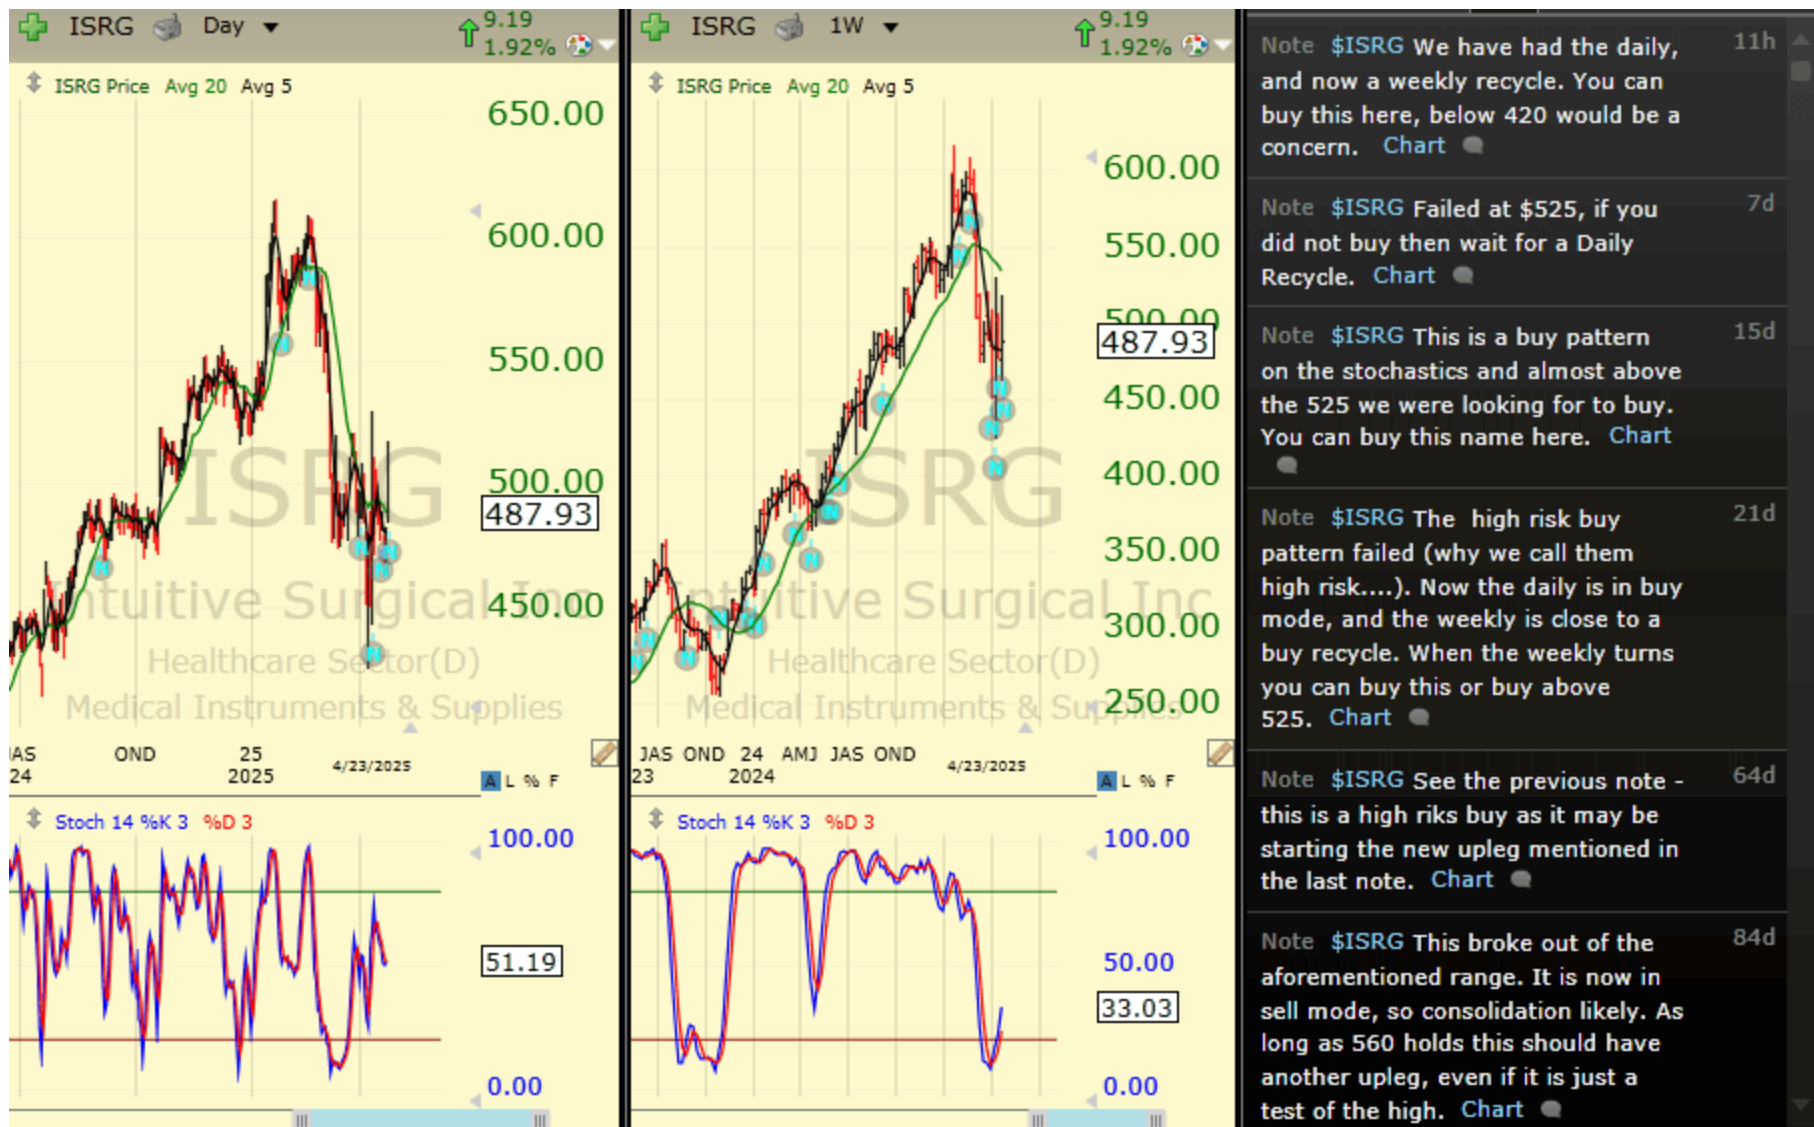 ISRG Day 9.19
1.92%
ISRG Price Avg 20 Avg 5
650.00
600.00
550.00
500.00
487.93
450.00
ISRG
Intuitive Surgical Inc
Healthcare Sector(D)
Medical Instruments & Supplies
JAS OND 25
24 2025 4/23/2025
A L % F
Stoch 14 %K 3 %D 3
100.00
51.19
0.00
ISRG 1W 9.19
1.92%
ISRG Price Avg 20 Avg 5
600.00
550.00
500.00
487.93
450.00
400.00
350.00
300.00
250.00
ISRG
Intuitive Surgical Inc
Healthcare Sector(D)
Medical Instruments & Supplies
JAS OND 24 AMJ JAS OND
23 2024 4/23/2025
A L % F
Stoch 14 %K 3 %D 3
100.00
50.00
33.03
0.00
Note $ISRG We have had the daily, 11h
and now a weekly recycle. You can
buy this here, below 420 would be a
concern. Chart
Note $ISRG Failed at $525, if you 7d
did not buy then wait for a Daily
Recycle. Chart
Note $ISRG This is a buy pattern 15d
on the stochastics and almost above
the 525 we were looking for to buy.
You can buy this name here. Chart
Note $ISRG The high risk buy 21d
pattern failed (why we call them
high risk....). Now the daily is in buy
mode, and the weekly is close to a
buy recycle. When the weekly turns
you can buy this or buy above
525. Chart
Note $ISRG See the previous note - 64d
this is a high riks buy as it may be
starting the new upleg mentioned in
the last note. Chart
Note $ISRG This broke out of the 84d
aforementioned range. It is now in
sell mode, so consolidation likely. As
long as 560 holds this should have
another upleg, even if it is just a
test of the high. Chart